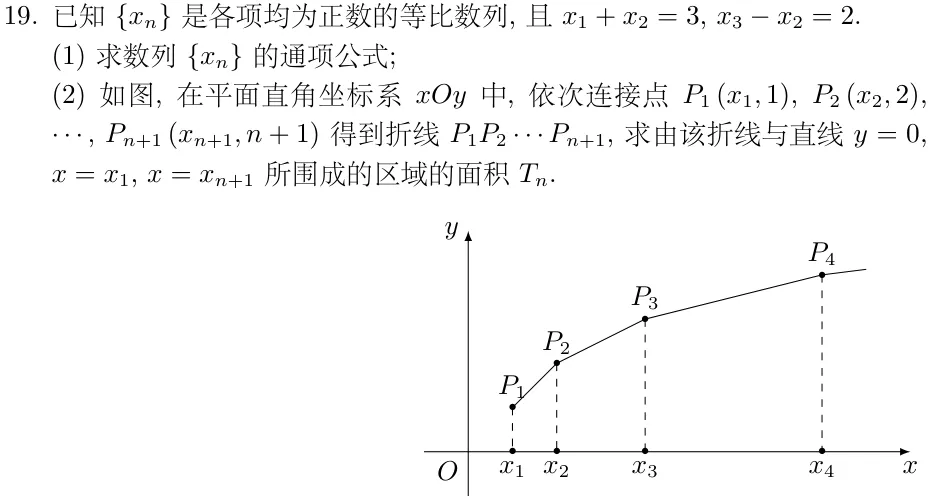 19. 已知 {xₙ} 是各项均为正数的等比数列, 且 x₁ + x₂ = 3, x₃ − x₂ = 2.
(1) 求数列 {xₙ} 的通项公式;
(2) 如图, 在平面直角坐标系 xOy 中, 依次连接点 P₁ (x₁, 1), P₂ (x₂, 2),
⋯, Pₙ₊₁ (xₙ₊₁, n + 1) 得到折线 P₁P₂ ⋯ Pₙ₊₁, 求由该折线与直线 y = 0,
x = x₁, x = xₙ₊₁ 所围成的区域的面积 Tₙ.
y
P₄
P₃
P₂
P₁
O x₁ x₂ x₃ x₄ x